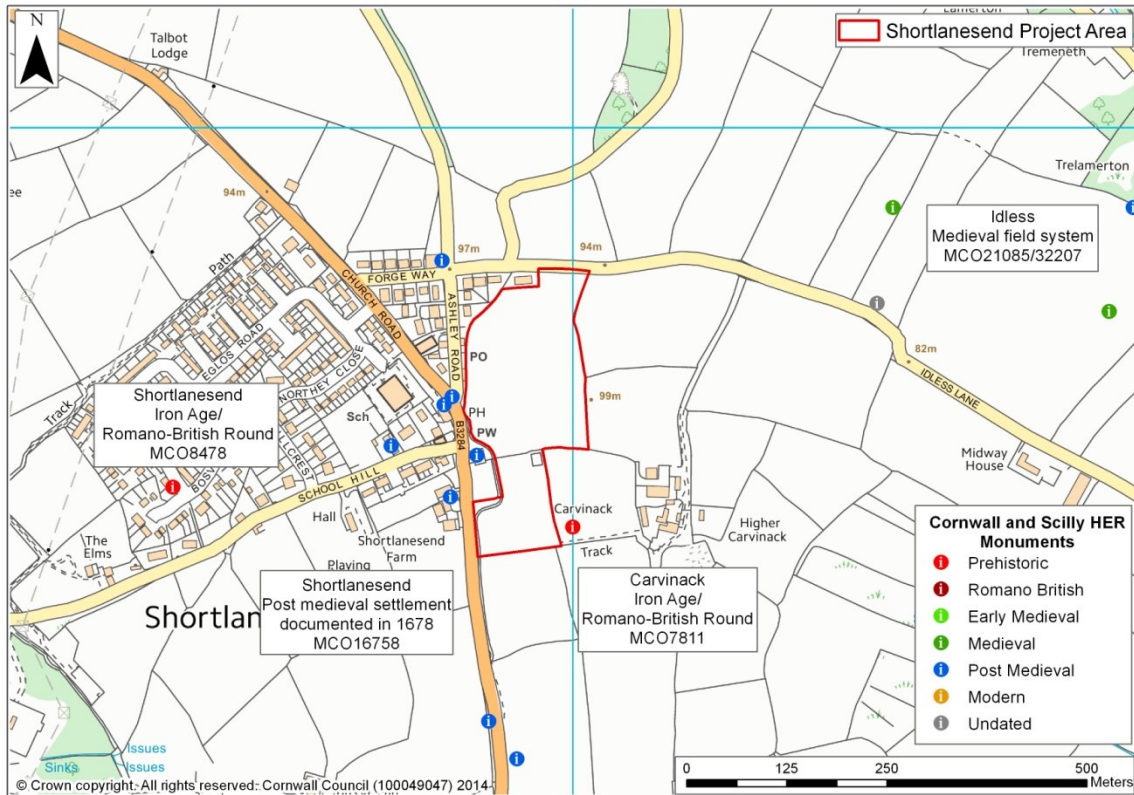 N
Talbot
Lodge
Shortlanesend Project Area
Tremeneth
Trelamerton
ee
94m
Path
97m
94m
Idless
Medieval field system
MCO21085/32207
FORGE WAY
CHURCH ROAD
ASHLEY ROAD
EGLOS ROAD
NORTHEY CLOSE
PO
82m
IDLESS LANE
99m
Track
Shortlanesend
Iron Age/
Romano-British Round
MCO8478
Sch
PH
PW
B3284
HILLCREST
SCHOOL HILL
Midway
House
Hall
Carvinack
Higher
Carvinack
The
Elms
Shortlanesend
Farm
Track
Playing
Shortlan
Shortlanesend
Post medieval settlement
documented in 1678
MCO16758
Carvinack
Iron Age/
Romano-British Round
MCO7811
Cornwall and Scilly HER
Monuments
Prehistoric
Romano British
Early Medieval
Medieval
Post Medieval
Modern
Undated
Issues
Sinks
Issues
0 125 250 500
Meters
© Crown copyright. All rights reserved. Cornwall Council (100049047) 2014